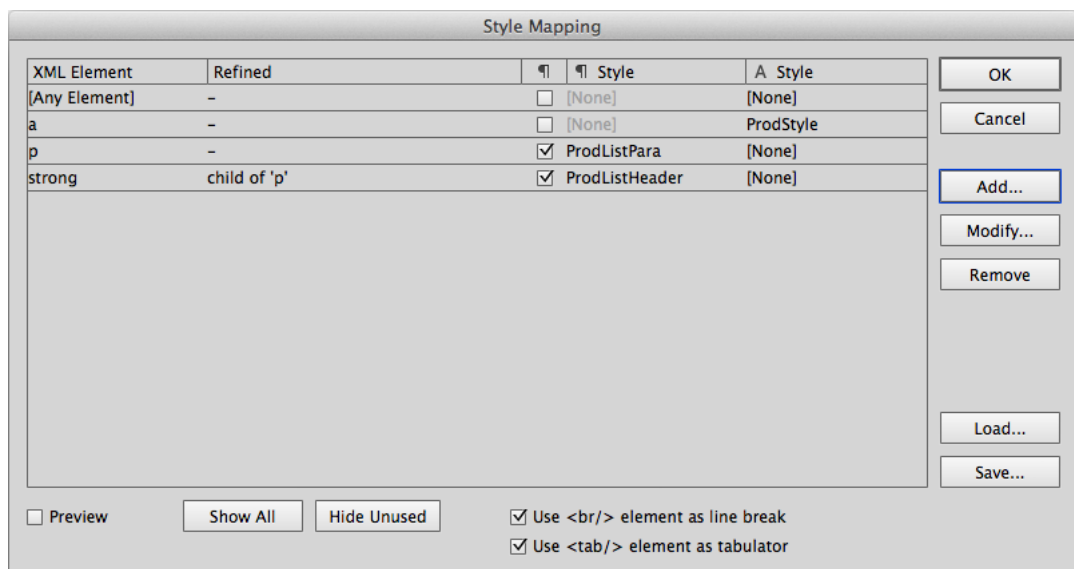 Style Mapping
XML Element Refined ¶ ¶ Style A Style
[Any Element] – [None] [None]
a – [None] ProdStyle
p – ProdListPara [None]
strong child of 'p' ProdListHeader [None]
OK
Cancel
Add...
Modify...
Remove
Load...
Save...
Preview Show All Hide Unused Use <br/> element as line break
Use <tab/> element as tabulator